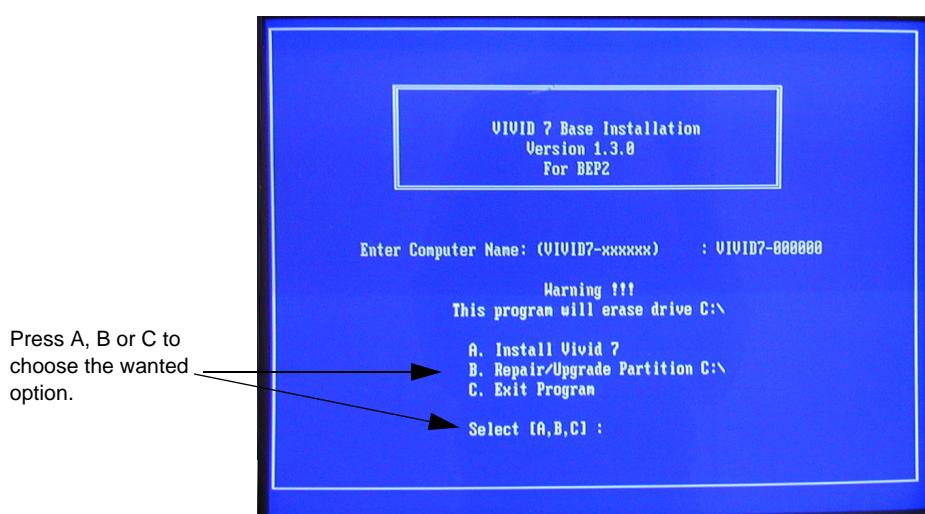 VIVID 7 Base Installation
Version 1.3.0
For BEP2
Enter Computer Name: (VIVID7-xxxxxx) : VIVID7-000000
Warning !!!
This program will erase drive C:\
Press A, B or C to
choose the wanted
option.
A. Install Vivid 7
B. Repair/Upgrade Partition C:\
C. Exit Program
Select [A,B,C] :